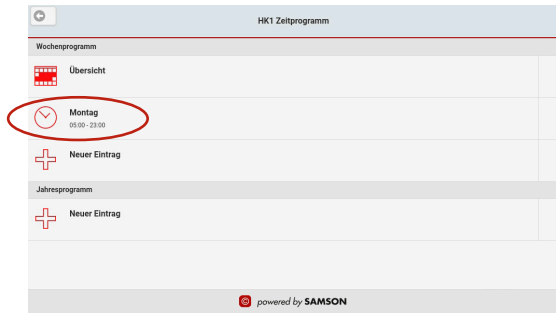 HK1 Zeitprogramm
Wochenprogramm
Übersicht
Montag
05:00 - 23:00
Neuer Eintrag
Jahresprogramm
Neuer Eintrag
powered by SAMSON